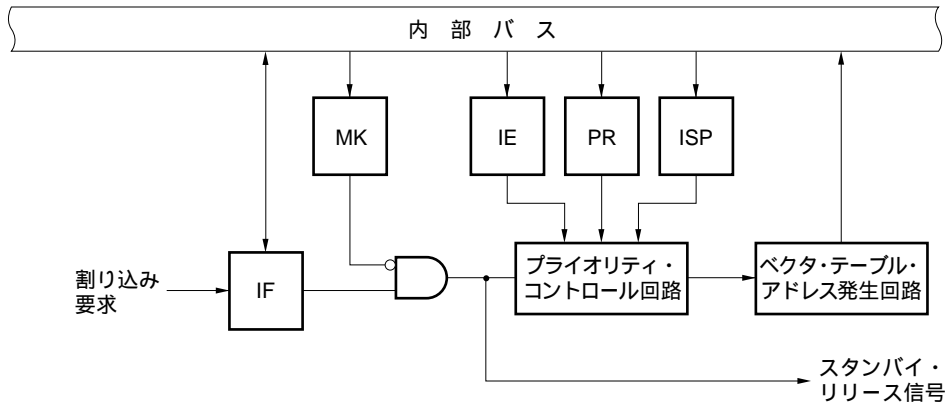 内 部 バ ス
MK
IE
PR
ISP
割り込み
要求
IF
プライオリティ・
コントロール回路
ベクタ・テーブル・
アドレス発生回路
スタンバイ・
リリース信号